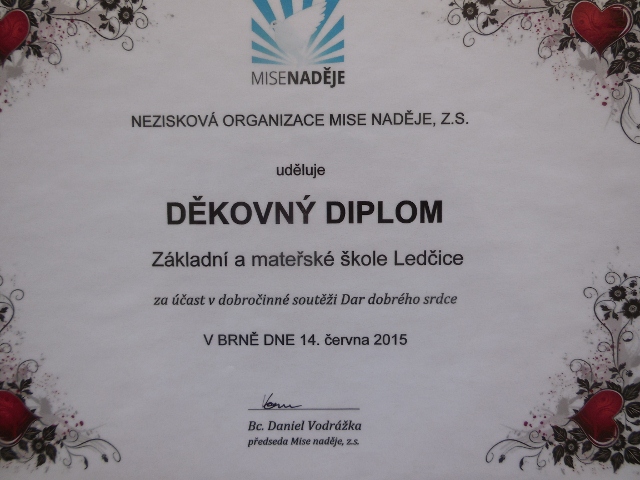 MISENADĚJE
NEZISKOVÁ ORGANIZACE MISE NADĚJE, Z.S.
uděluje
DĚKOVNÝ DIPLOM
Základní a mateřské škole Ledčice
za účast v dobročinné soutěži Dar dobrého srdce
V BRNĚ DNE 14. června 2015
Bc. Daniel Vodrážka
předseda Mise naděje, z.s.